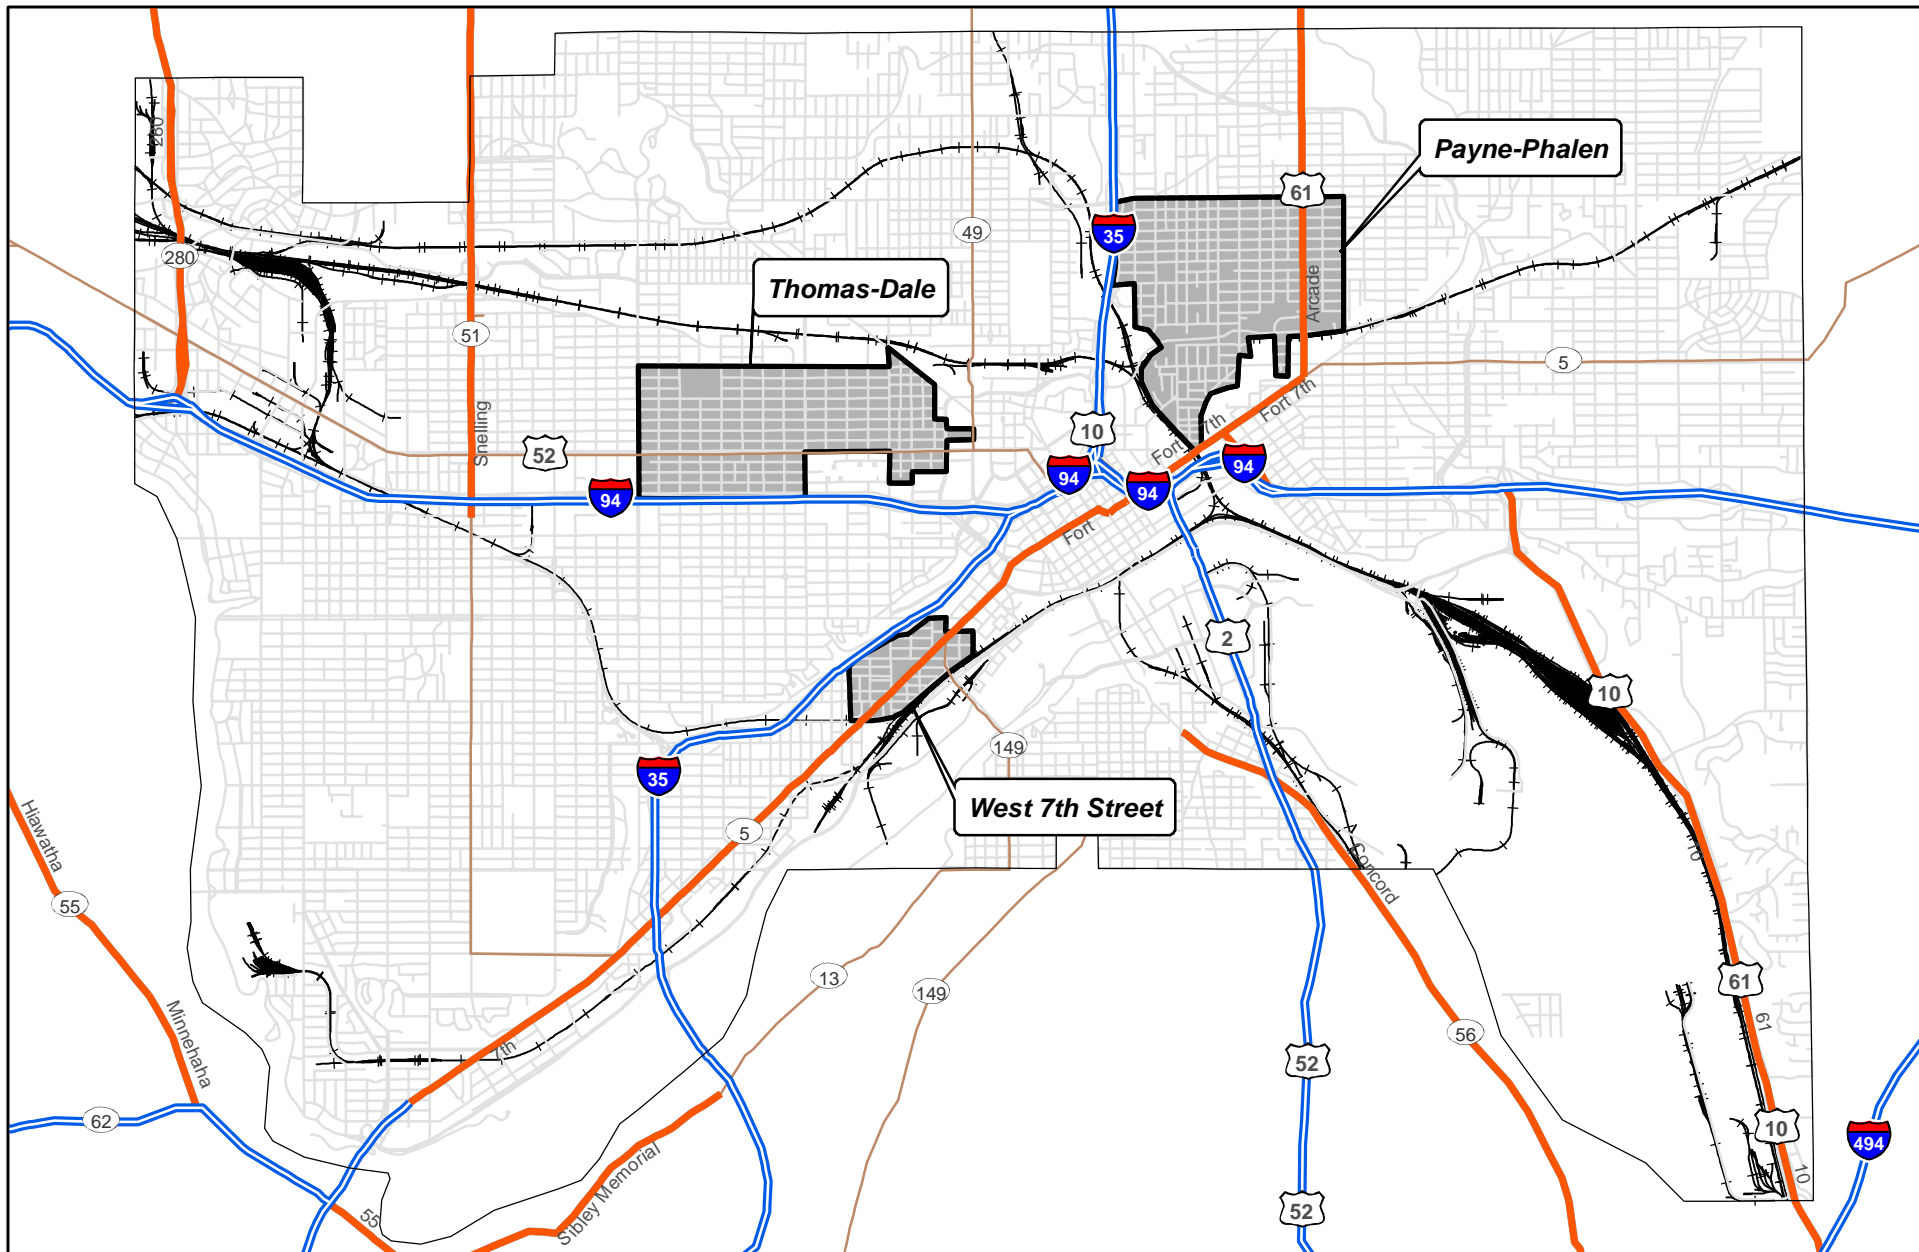 280
61
Payne-Phalen
49
35
280
Thomas-Dale
Arcade
51
5
Fort 7th
Snelling
10
7th
Fort
52
94
94
94
94
Fort
2
10
149
35
West 7th Street
5
Hiawatha
10
Concord
55
13
149
61
Minnehaha
61
56
7th
52
62
10
494
10
Sibley Memorial
52
55